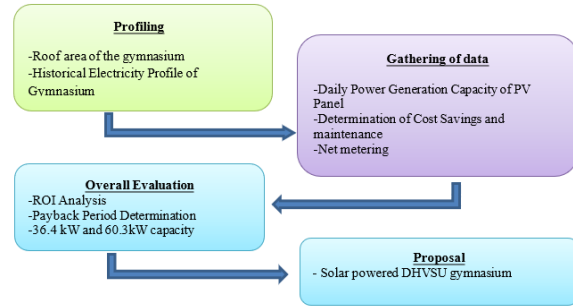 Profiling
-Roof area of the gymnasium
-Historical Electricity Profile of
Gymnasium
Gathering of data
-Daily Power Generation Capacity of PV
Panel
-Determination of Cost Savings and
maintenance
-Net metering
Overall Evaluation
-ROI Analysis
-Payback Period Determination
-36.4 kW and 60.3kW capacity
Proposal
- Solar powered DHVSU gymnasium